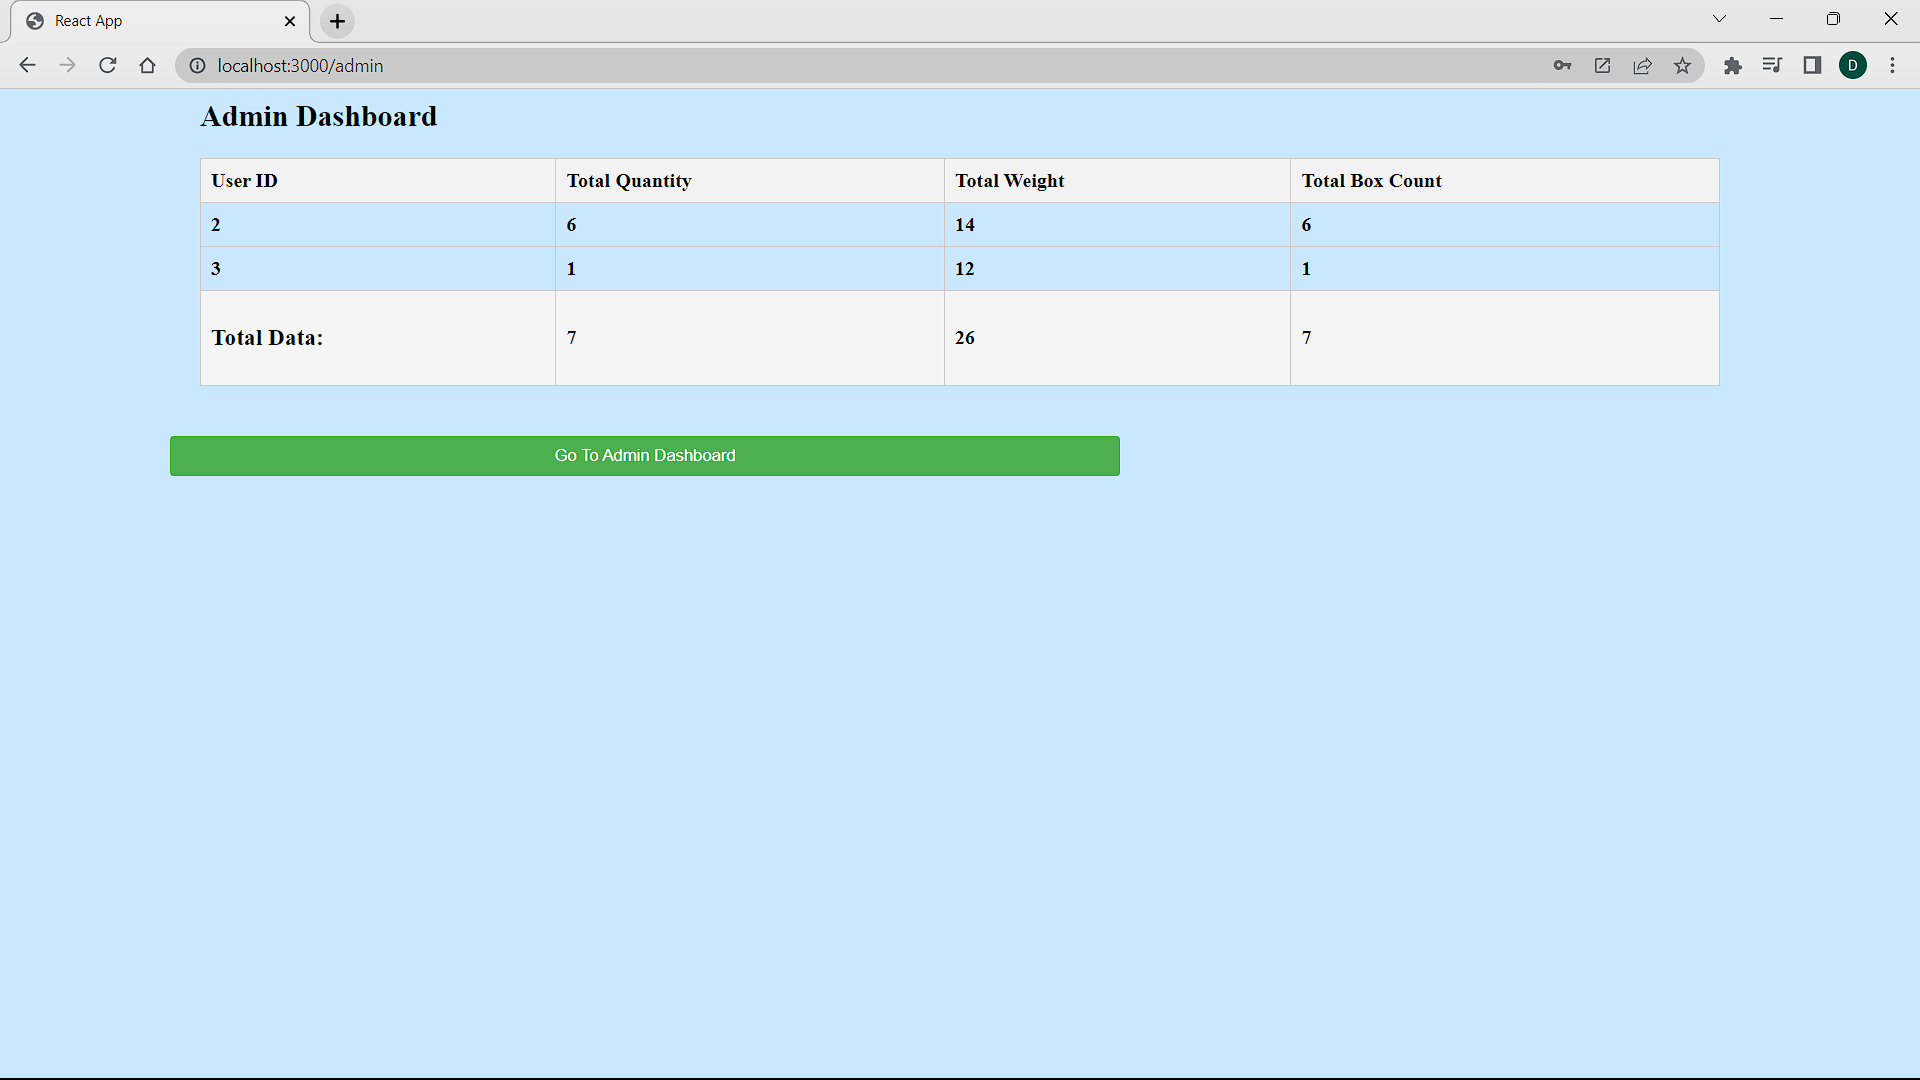 React App
localhost:3000/admin
D
Admin Dashboard
User ID Total Quantity Total Weight Total Box Count
2 6 14 6
3 1 12 1
Total Data: 7 26 7
Go To Admin Dashboard